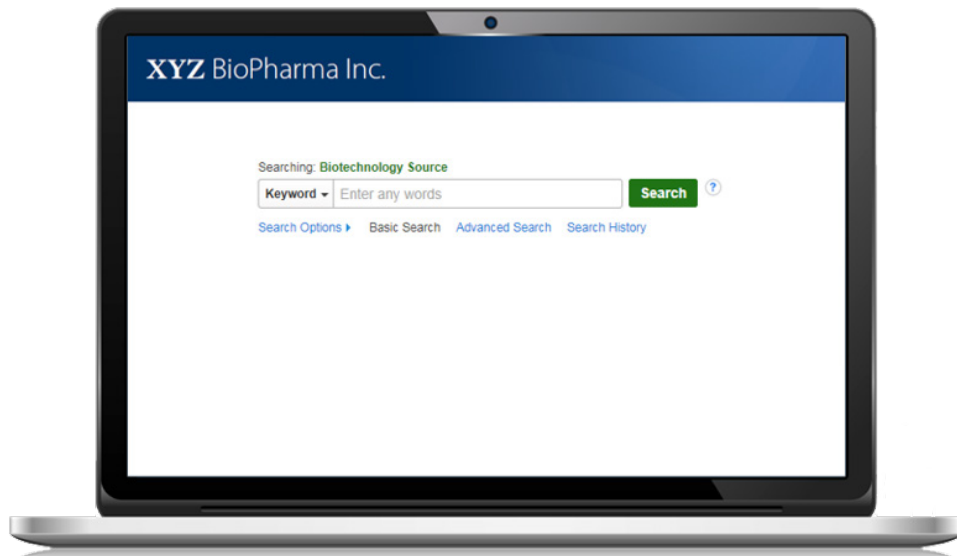 XYZ BioPharma Inc.
Searching: Biotechnology Source
Keyword Enter any words Search ?
Search Options Basic Search Advanced Search Search History